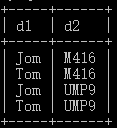 | d1 | d2 |
| Jom | M416 |
| Tom | M416 |
| Jom | UMP9 |
| Tom | UMP9 |